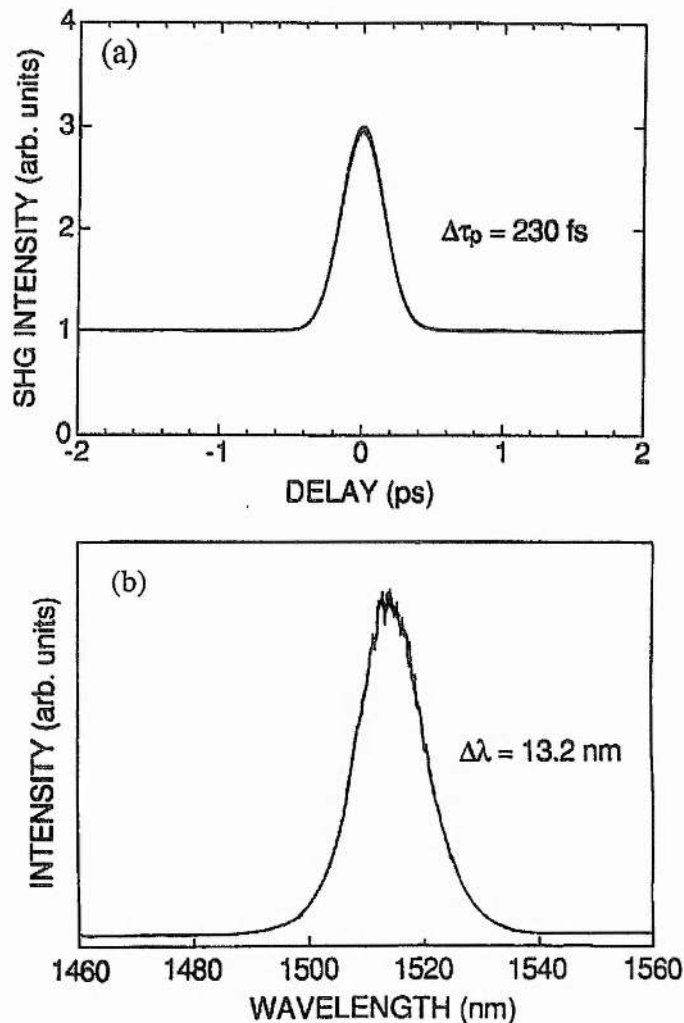 (a)
4
3
2
1
0
SHG INTENSITY (arb. units)
Δτp = 230 fs
-2 -1 0 1 2
DELAY (ps)
(b)
INTENSITY (arb. units)
Δλ = 13.2 nm
1460 1480 1500 1520 1540 1560
WAVELENGTH (nm)